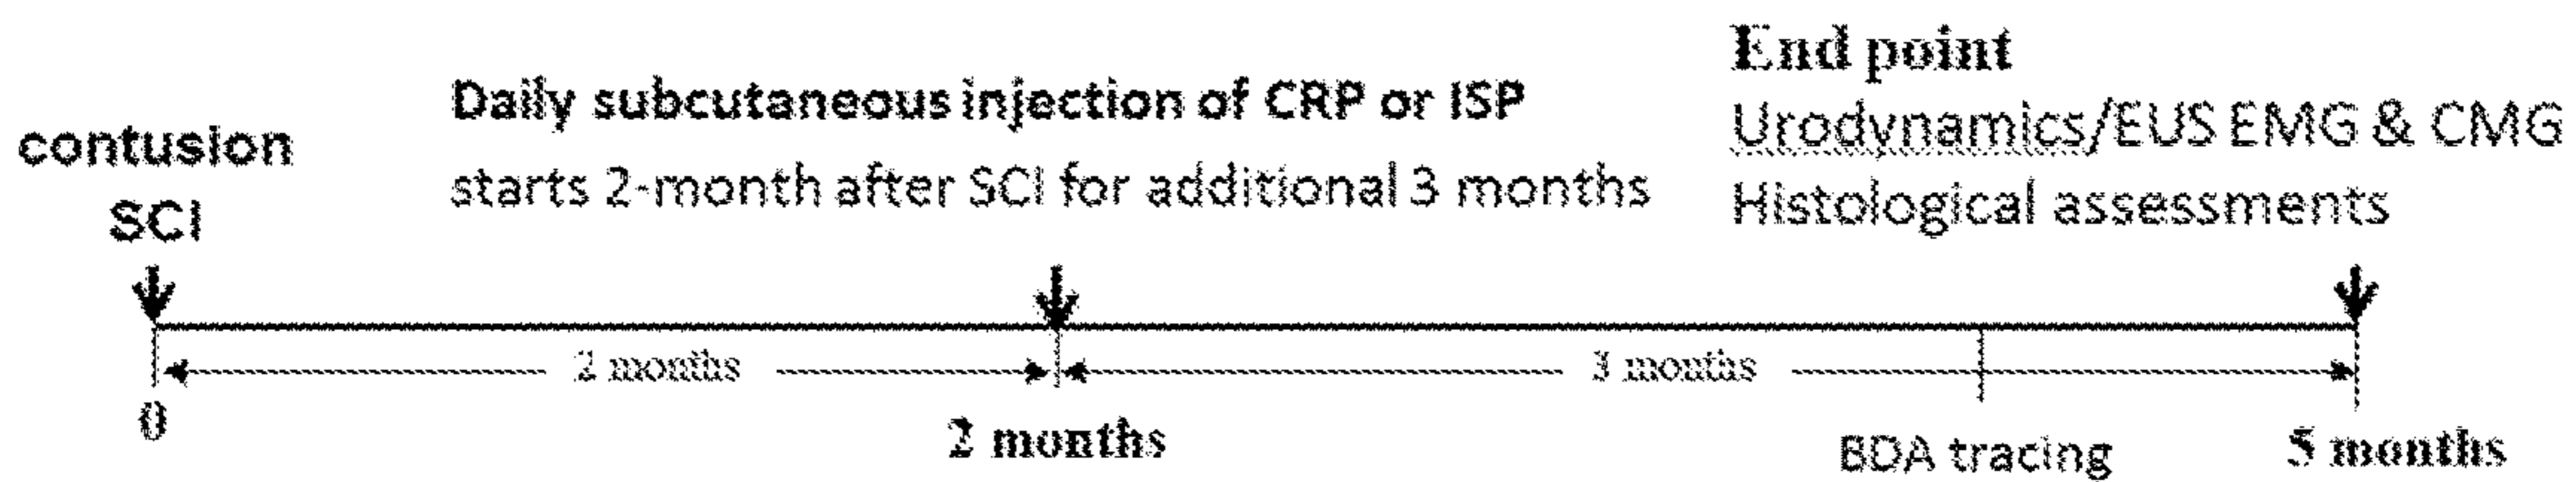 contusion
SCI
Daily subcutaneous injection of CRP or ISP
starts 2-month after SCI for additional 3 months
End point
Urodynamics/EUS EMG & CMG
Histological assessments
2 months
3 months
0
2 months
BDA tracing
5 months